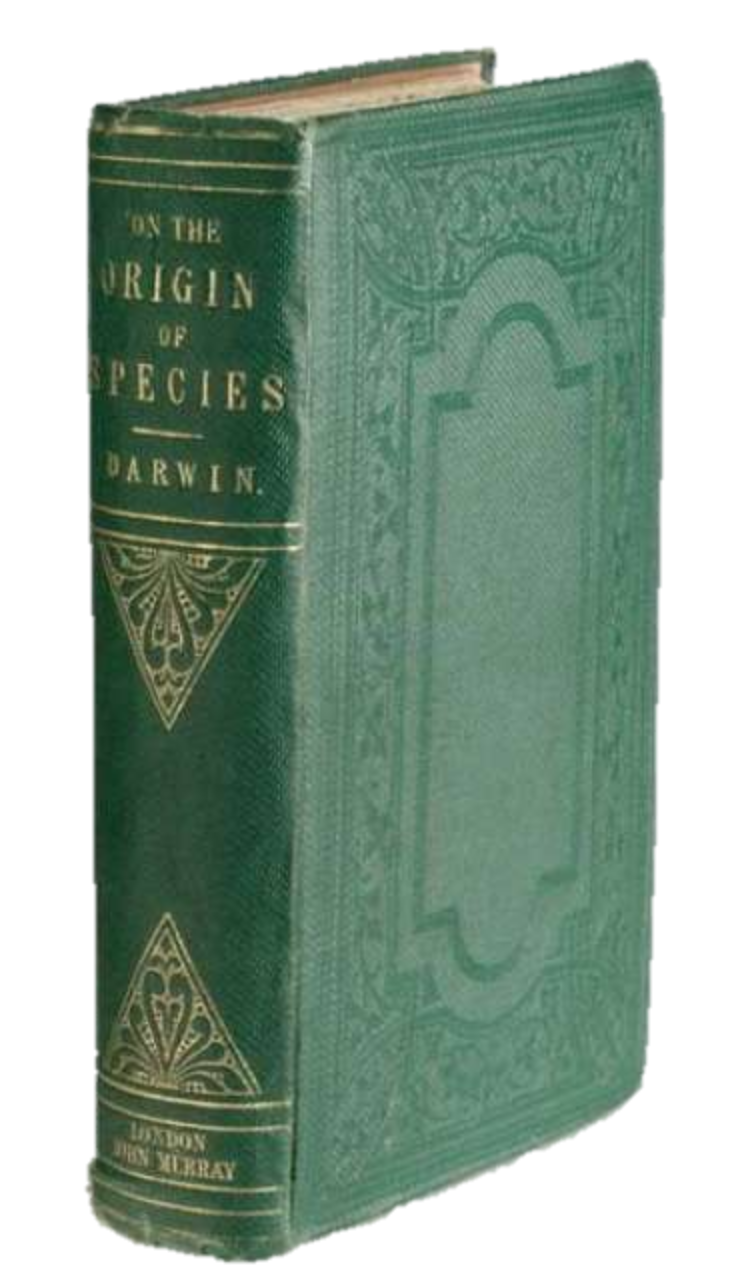 ON THE
ORIGIN
OF
SPECIES
DARWIN.
LONDON
JOHN MURRAY